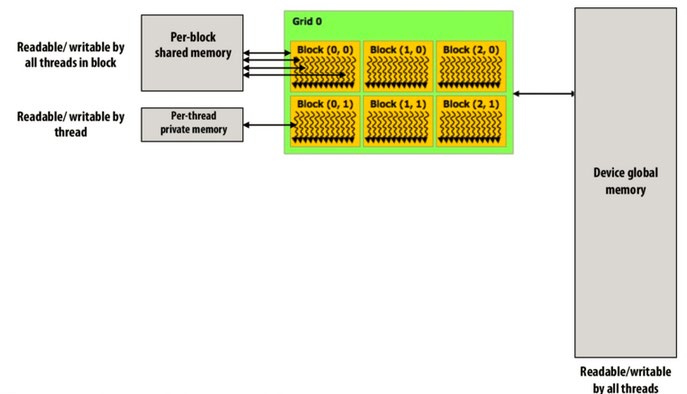 Readable/ writable by
all threads in block
Per-block
shared memory
Readable/ writable by
thread
Per-thread
private memory
Grid 0
Block (0, 0)
Block (1, 0)
Block (2, 0)
Block (0, 1)
Block (1, 1)
Block (2, 1)
Device global
memory
Readable/writable
by all threads